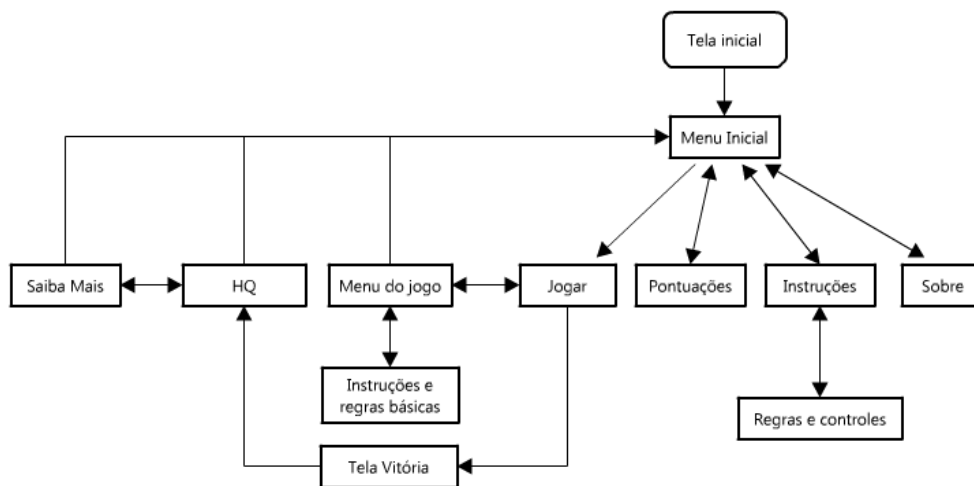 Tela inicial
Menu Inicial
Saiba Mais
HQ
Menu do jogo
Jogar
Pontuações
Instruções
Sobre
Instruções e
regras básicas
Regras e controles
Tela Vitória